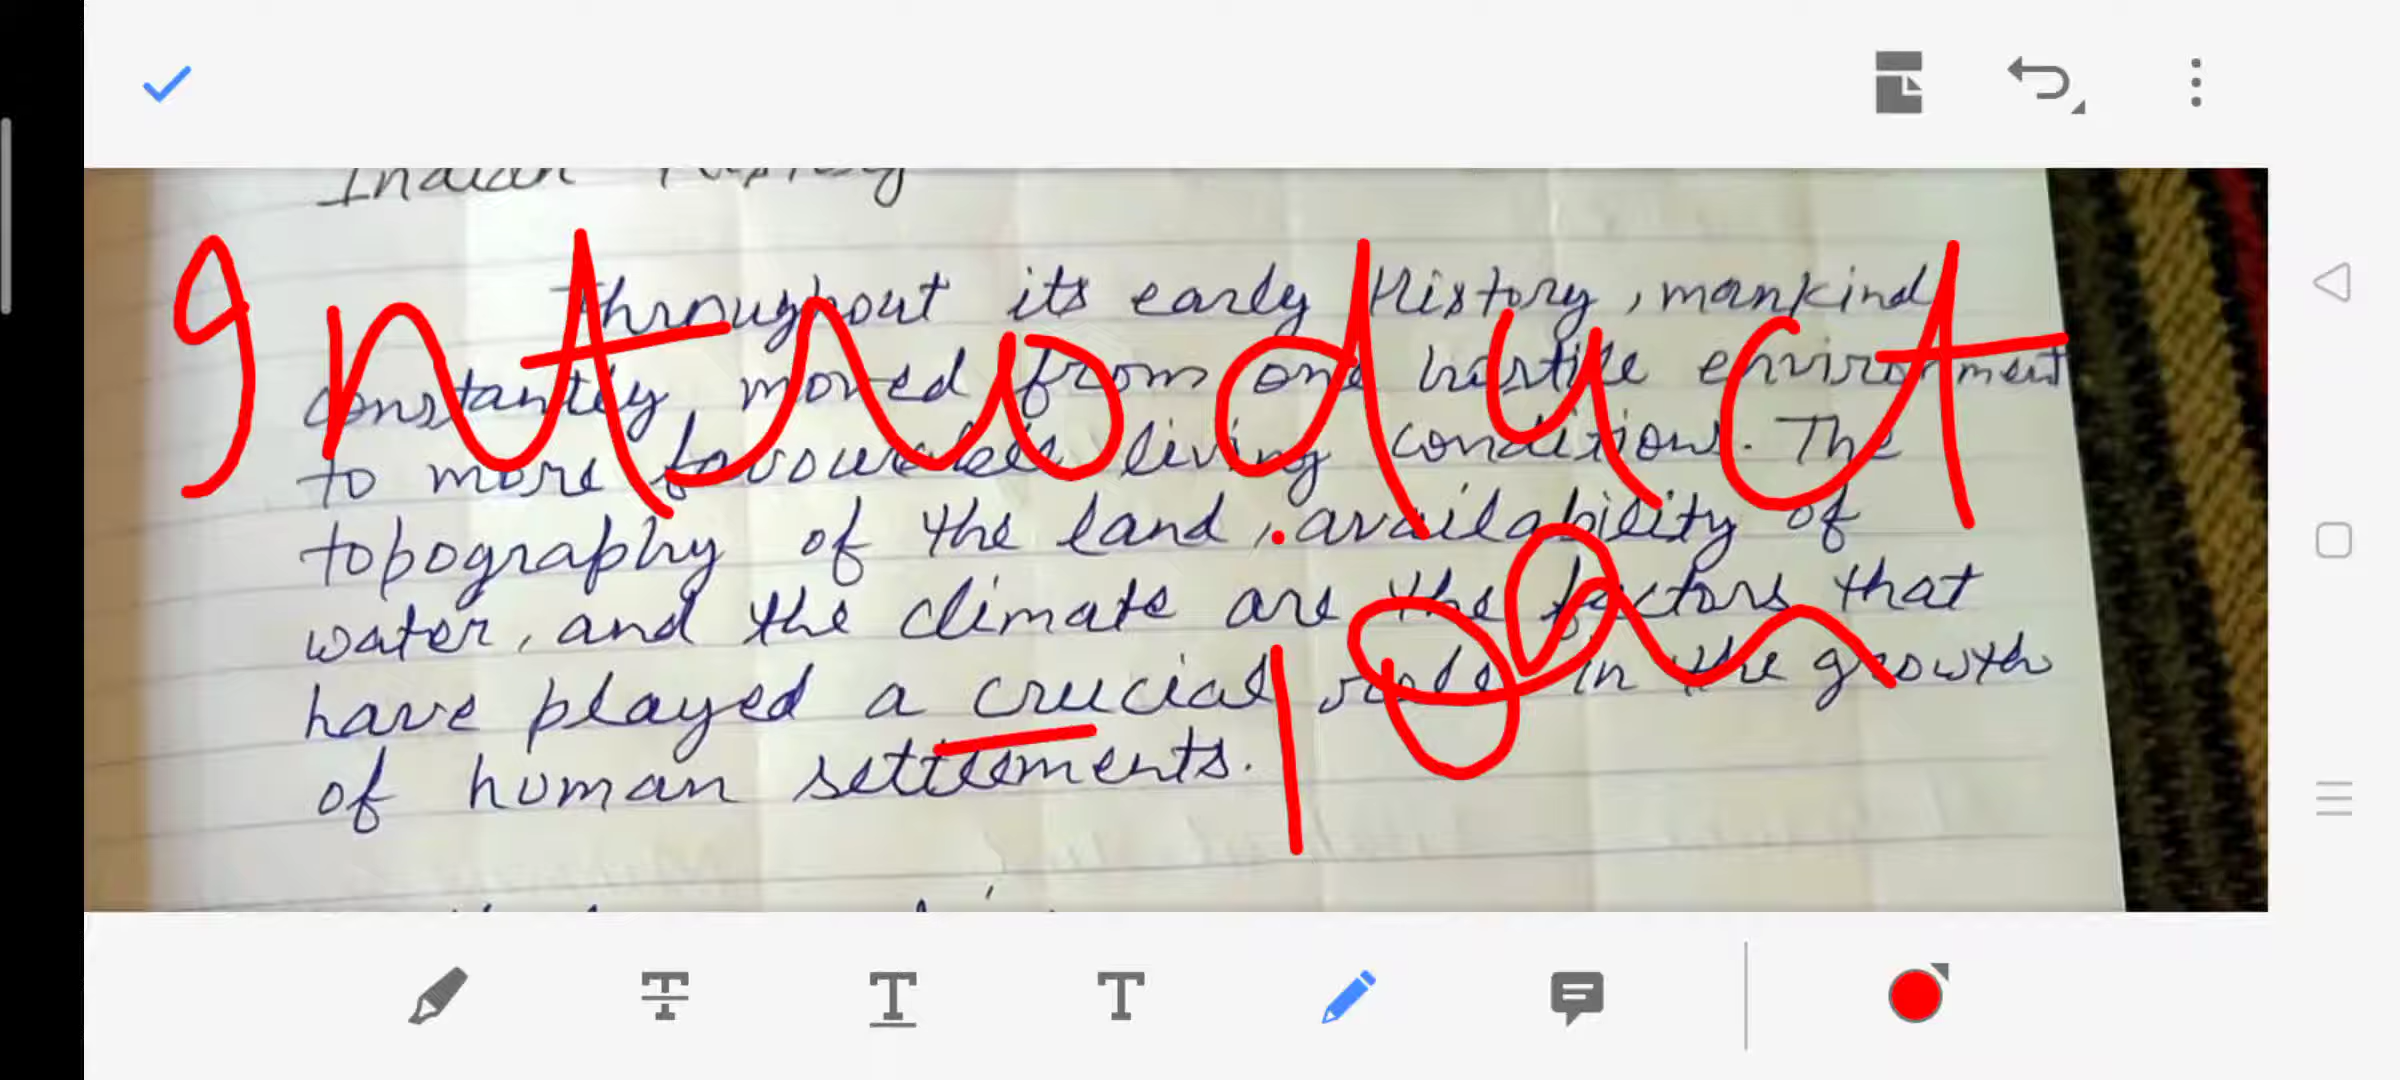 Indian History
Throughout its early History, mankind
constantly moved from one hostile environment
to more favourable living conditions. The
topography of the land, availability of
water, and the climate are the factors that
have played a crucial role in the growth
of human settlements.
Introduct
ion